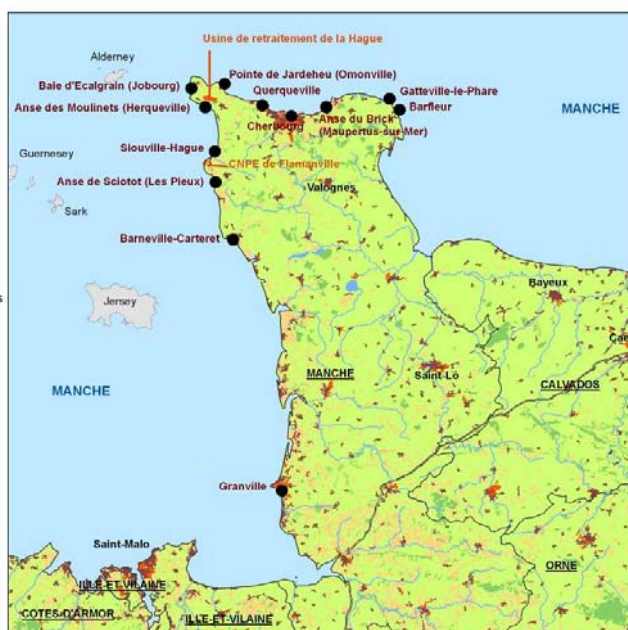 Usine de retraitement de la Hague
Alderney
Pointe de Jardeheu (Omonville)
Baie d'Ecalgrain (Jobourg)
Querqueville
Gatteville-le-Phare
Anse des Moulinets (Herqueville)
Barfleur
MANCHE
Cherbourg
Anse du Brick
(Maupertus-sur-Mer)
Siouville-Hague
Guernesey
CNPE de Flamanville
Anse de Sciotot (Les Pieux)
Valognes
Sark
Barneville-Carteret
Jersey
Bayeux
MANCHE
Saint-Lô
MANCHE
CALVADOS
Granville
Saint-Malo
ILLE-ET-VILAINE
ORNE
COTES-D'ARMOR
ILLE-ET-VILAINE